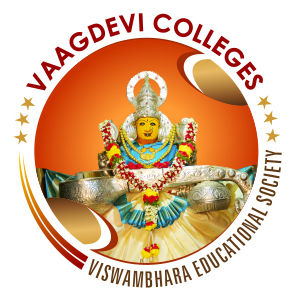 VAAGDEVI COLLEGES
VISWAMBHARA EDUCATIONAL SOCIETY